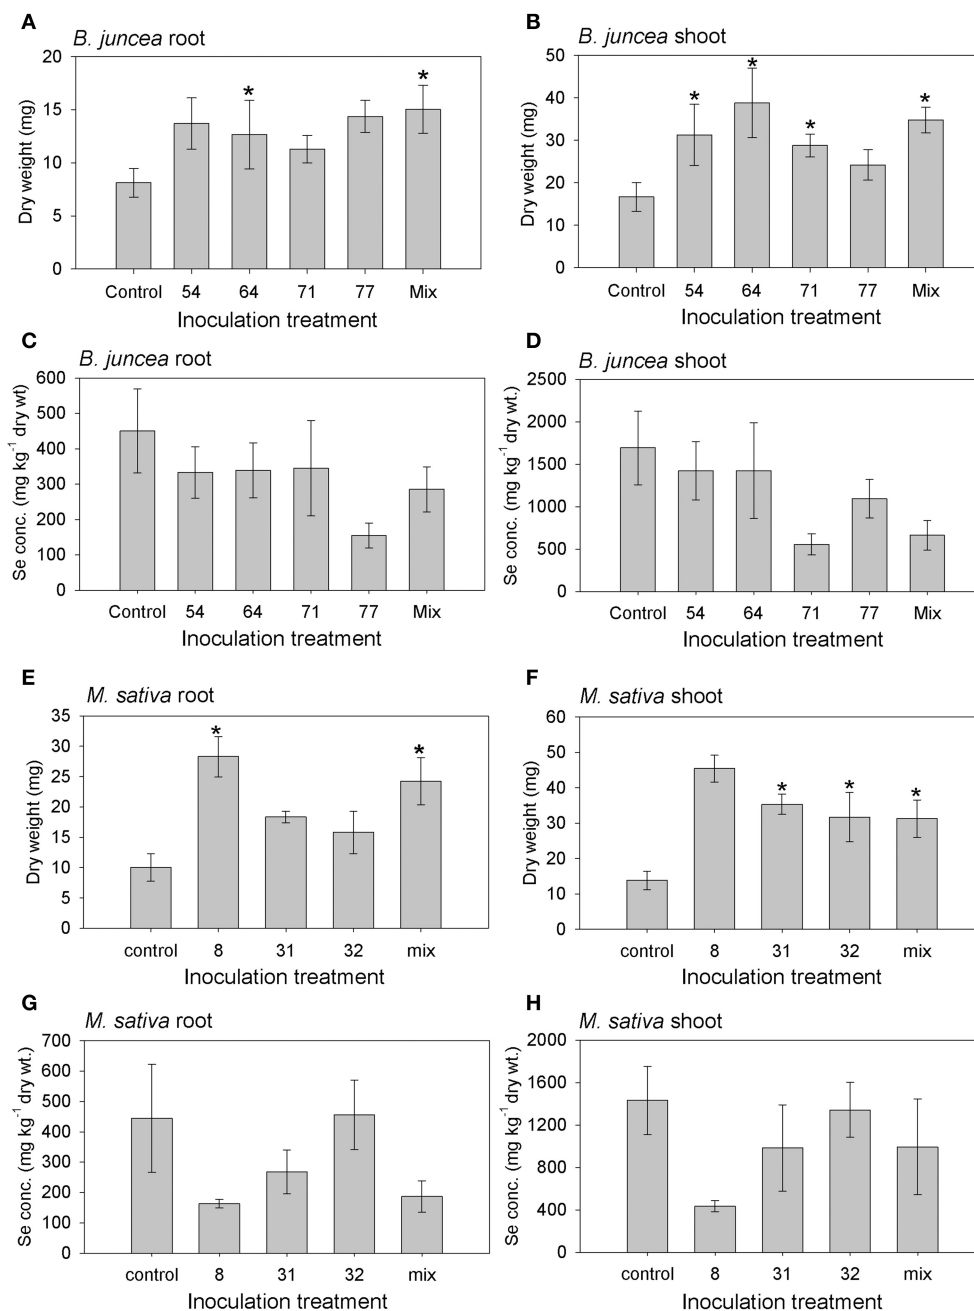 A
B. juncea root
20
15
10
5
0
Dry weight (mg)
*
*
Control 54 64 71 77 Mix
Inoculation treatment
B
B. juncea shoot
50
40
30
20
10
0
Dry weight (mg)
*
*
*
*
Control 54 64 71 77 Mix
Inoculation treatment
C
B. juncea root
600
500
400
300
200
100
0
Se conc. (mg kg⁻¹ dry wt)
Control 54 64 71 77 Mix
Inoculation treatment
D
B. juncea shoot
2500
2000
1500
1000
500
0
Se conc. (mg kg⁻¹ dry wt.)
Control 54 64 71 77 Mix
Inoculation treatment
E
M. sativa root
35
30
25
20
15
10
5
0
Dry weight (mg)
*
*
control 8 31 32 mix
Inoculation treatment
F
M. sativa shoot
60
50
40
30
20
10
0
Dry weight (mg)
*
*
*
control 8 31 32 mix
Inoculation treatment
G
M. sativa root
700
600
500
400
300
200
100
0
Se conc. (mg kg⁻¹ dry wt.)
control 8 31 32 mix
Inoculation treatment
H
M. sativa shoot
2000
1600
1200
800
400
0
Se conc. (mg kg⁻¹ dry wt.)
control 8 31 32 mix
Inoculation treatment